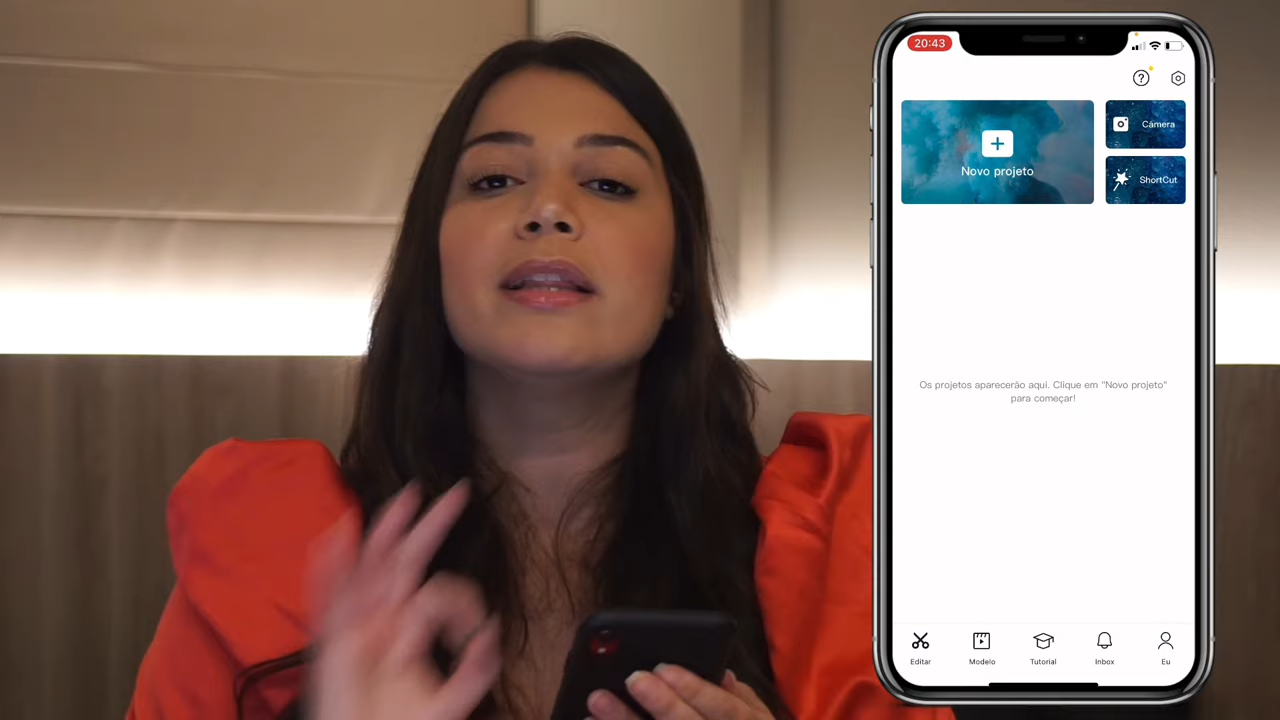 20:43
Novo projeto
Câmera
ShortCut
Os projetos aparecerão aqui. Clique em "Novo projeto"
para começar!
Editar
Modelo
Tutorial
Inbox
Eu